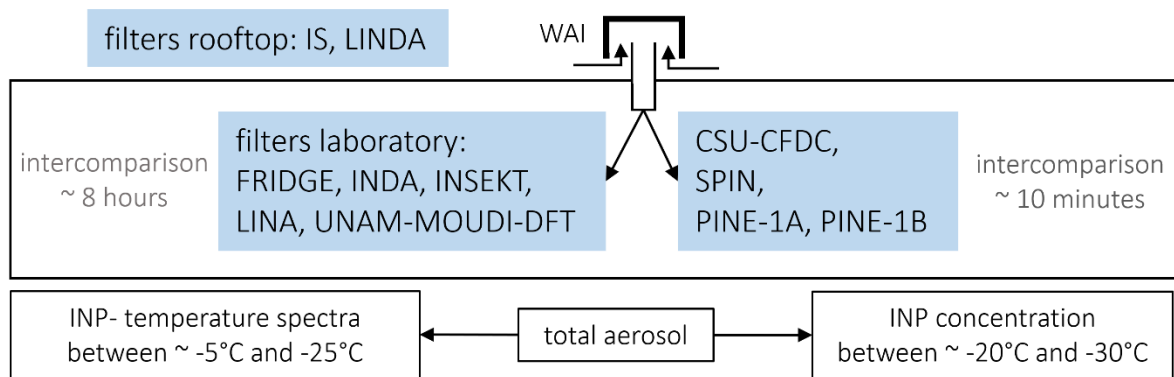 filters rooftop: IS, LINDA
WAI
intercomparison
~ 8 hours
filters laboratory:
FRIDGE, INDA, INSEKT,
LINA, UNAM-MOUDI-DFT
CSU-CFDC,
SPIN,
PINE-1A, PINE-1B
intercomparison
~ 10 minutes
INP- temperature spectra
between ~ -5°C and -25°C
total aerosol
INP concentration
between ~ -20°C and -30°C